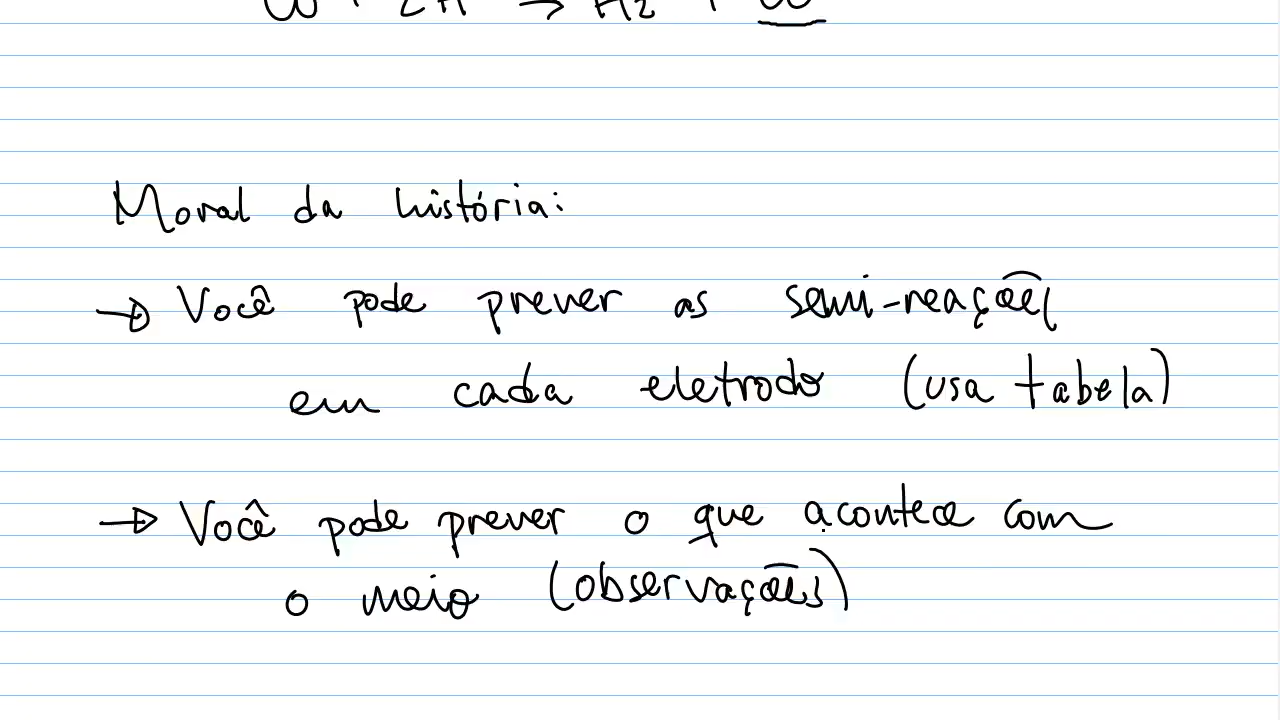 → H2 +
Moral da história:
→ Você pode prever as semi-reações
em cada eletrodo (usa tabela)
→ Você pode prever o que acontece com
o meio (observações)